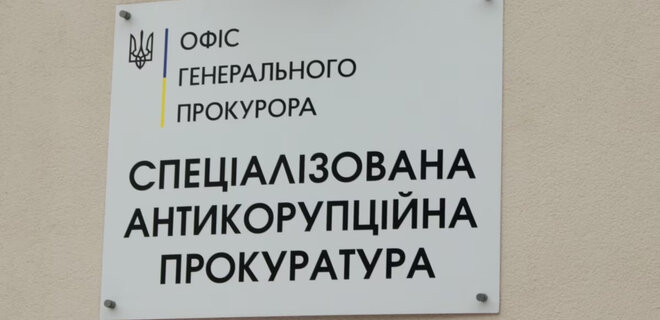 ОФІС
ГЕНЕРАЛЬНОГО
ПРОКУРОРА
СПЕЦІАЛІЗОВАНА
АНТИКОРУПЦІЙНА
ПРОКУРАТУРА